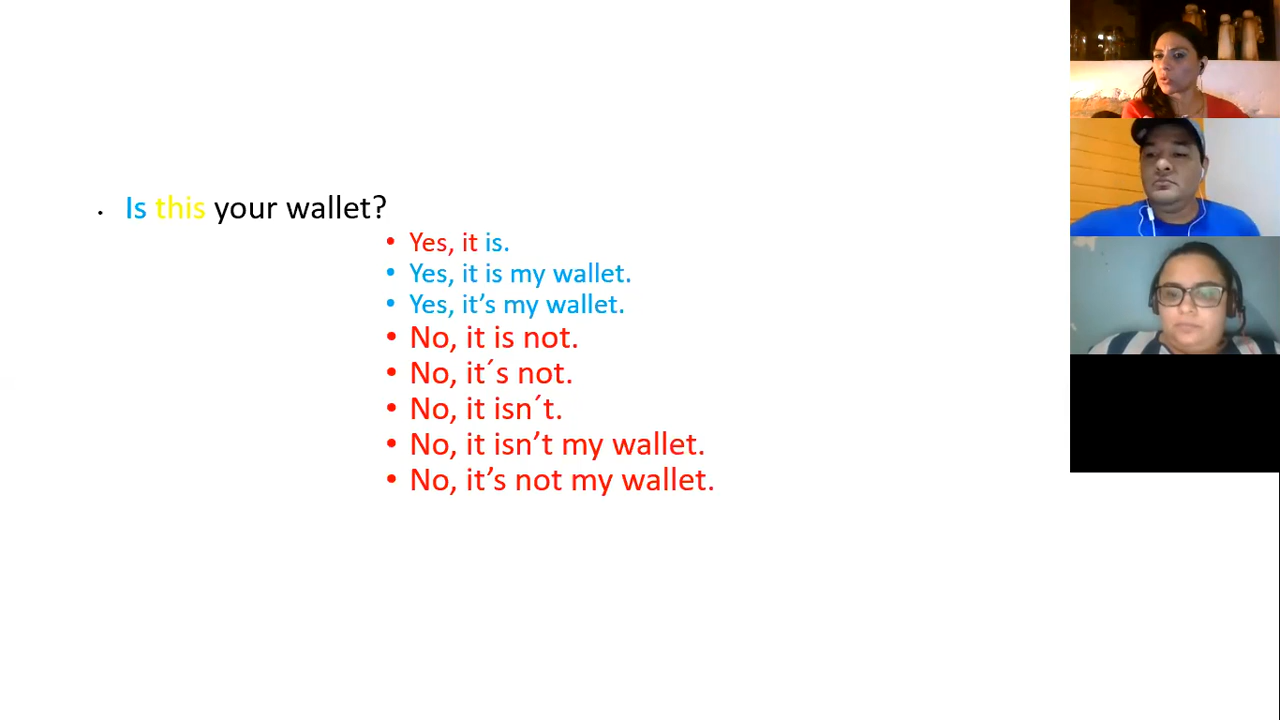 • Is this your wallet?
• Yes, it is.
• Yes, it is my wallet.
• Yes, it’s my wallet.
• No, it is not.
• No, it´s not.
• No, it isn´t.
• No, it isn’t my wallet.
• No, it’s not my wallet.